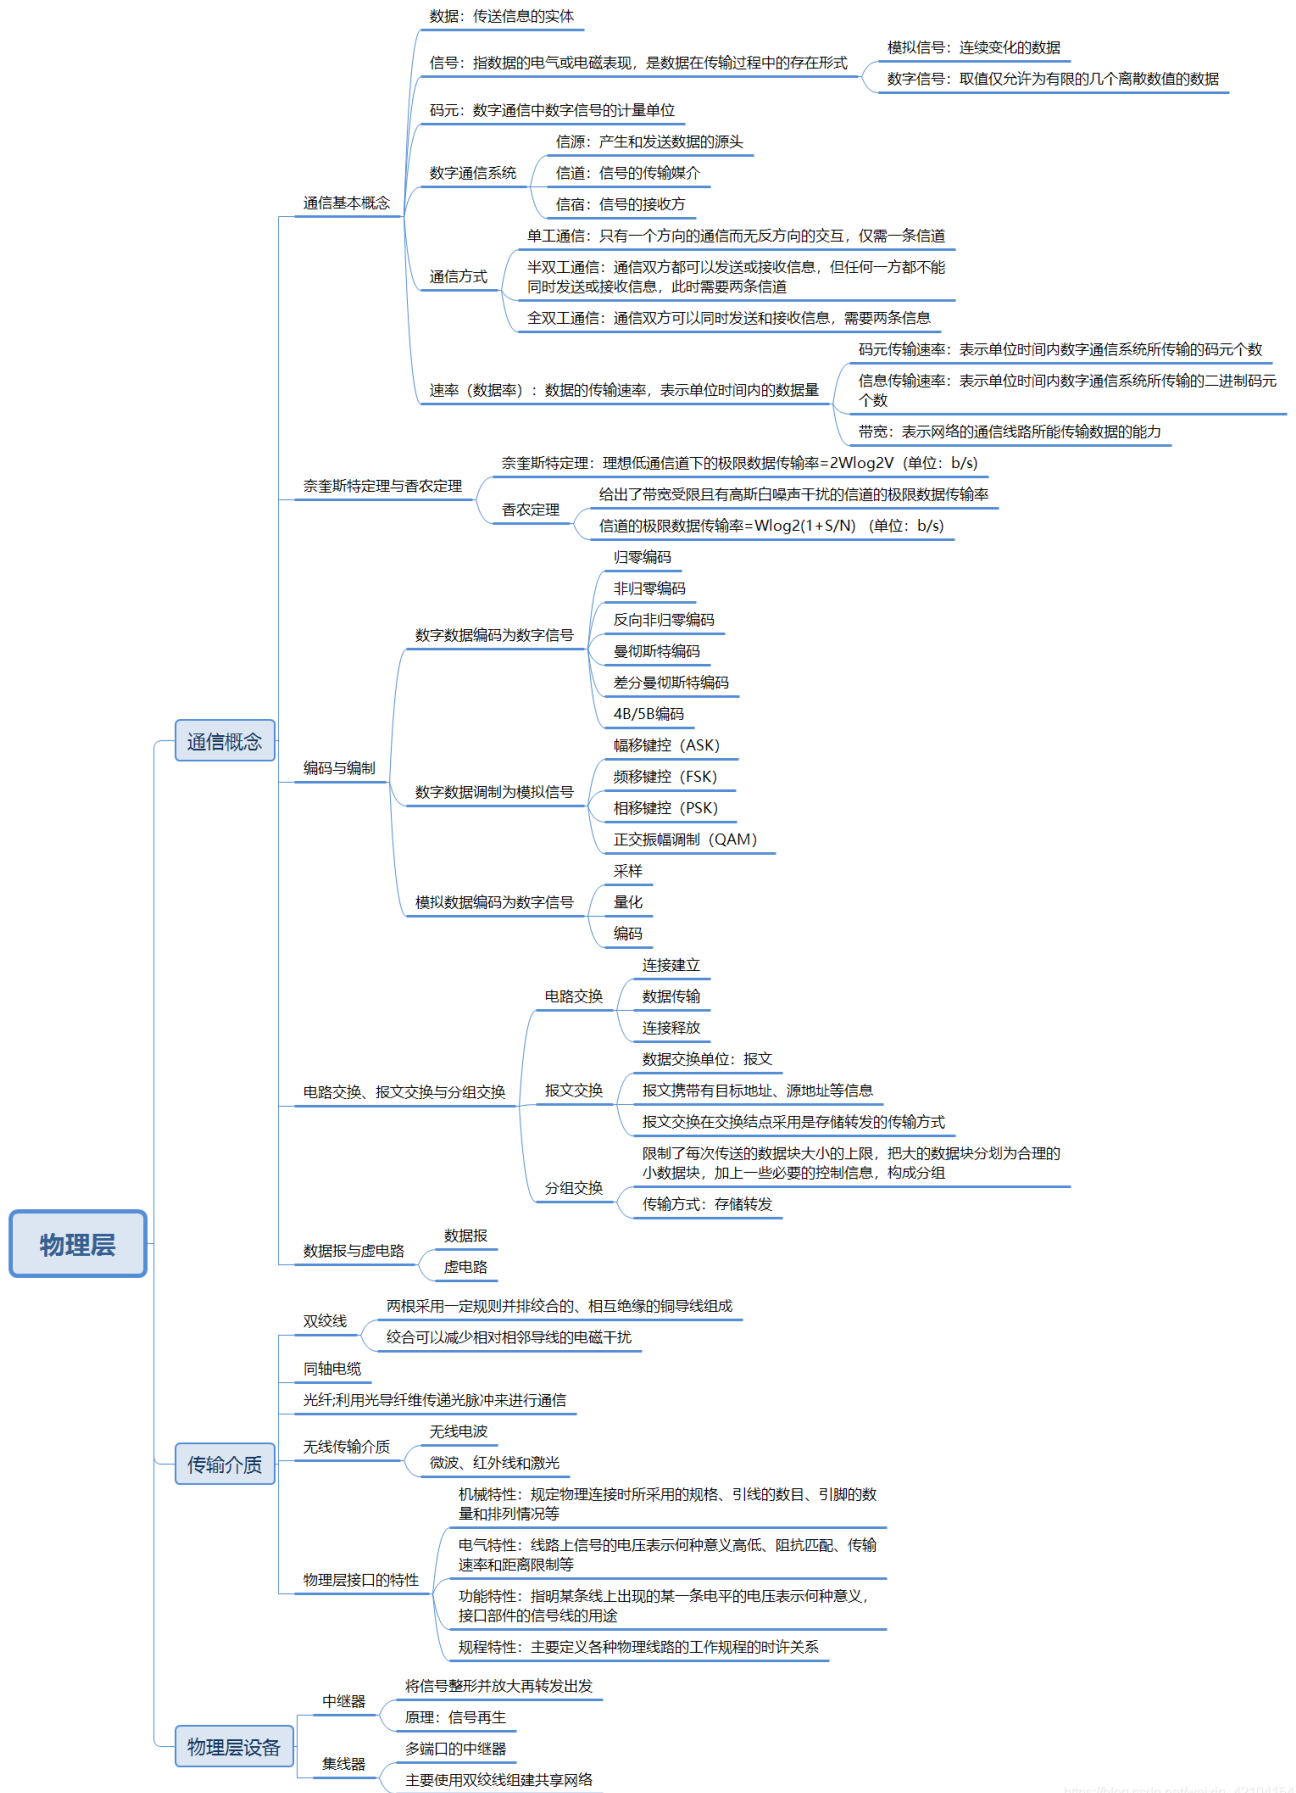 数据：传送信息的实体
信号：指数据的电气或电磁表现，是数据在传输过程中的存在形式
模拟信号：连续变化的数据
数字信号：取值仅允许为有限的几个离散数值的数据
码元：数字通信中数字信号的计量单位
数字通信系统
信源：产生和发送数据的源头
信道：信号的传输媒介
信宿：信号的接收方
通信基本概念
通信方式
单工通信：只有一个方向的通信而无反方向的交互，仅需一条信道
半双工通信：通信双方都可以发送或接收信息，但任何一方都不能
同时发送或接收信息，此时需要两条信道
全双工通信：通信双方可以同时发送和接收信息，需要两条信息
速率（数据率）：数据的传输速率，表示单位时间内的数据量
码元传输速率：表示单位时间内数字通信系统所传输的码元个数
信息传输速率：表示单位时间内数字通信系统所传输的二进制码元
个数
带宽：表示网络的通信线路所能传输数据的能力
奈奎斯特定理与香农定理
奈奎斯特定理：理想低通信道下的极限数据传输率=2Wlog2V（单位：b/s）
香农定理
给出了带宽受限且有高斯白噪声干扰的信道的极限数据传输率
信道的极限数据传输率=Wlog2(1+S/N) （单位：b/s）
通信概念
编码与编制
数字数据编码为数字信号
归零编码
非归零编码
反向非归零编码
曼彻斯特编码
差分曼彻斯特编码
4B/5B编码
数字数据调制为模拟信号
幅移键控（ASK）
频移键控（FSK）
相移键控（PSK）
正交振幅调制（QAM）
模拟数据编码为数字信号
采样
量化
编码
电路交换、报文交换与分组交换
电路交换
连接建立
数据传输
连接释放
报文交换
数据交换单位：报文
报文携带有目标地址、源地址等信息
报文交换在交换结点采用是存储转发的传输方式
分组交换
限制了每次传送的数据块大小的上限，把大的数据块分划为合理的
小数据块，加上一些必要的控制信息，构成分组
传输方式：存储转发
物理层
数据报与虚电路
数据报
虚电路
传输介质
双绞线
两根采用一定规则并排绞合的、相互绝缘的铜导线组成
绞合可以减少相对相邻导线的电磁干扰
同轴电缆
光纤;利用光导纤维传递光脉冲来进行通信
无线传输介质
无线电波
微波、红外线和激光
物理层接口的特性
机械特性：规定物理连接时所采用的规格、引线的数目、引脚的数
量和排列情况等
电气特性：线路上信号的电压表示何种意义高低、阻抗匹配、传输
速率和距离限制等
功能特性：指明某条线上出现的某一条电平的电压表示何种意义，
接口部件的信号线的用途
规程特性：主要定义各种物理线路的工作规程的时许关系
物理层设备
中继器
将信号整形并放大再转发出发
原理：信号再生
集线器
多端口的中继器
主要使用双绞线组建共享网络